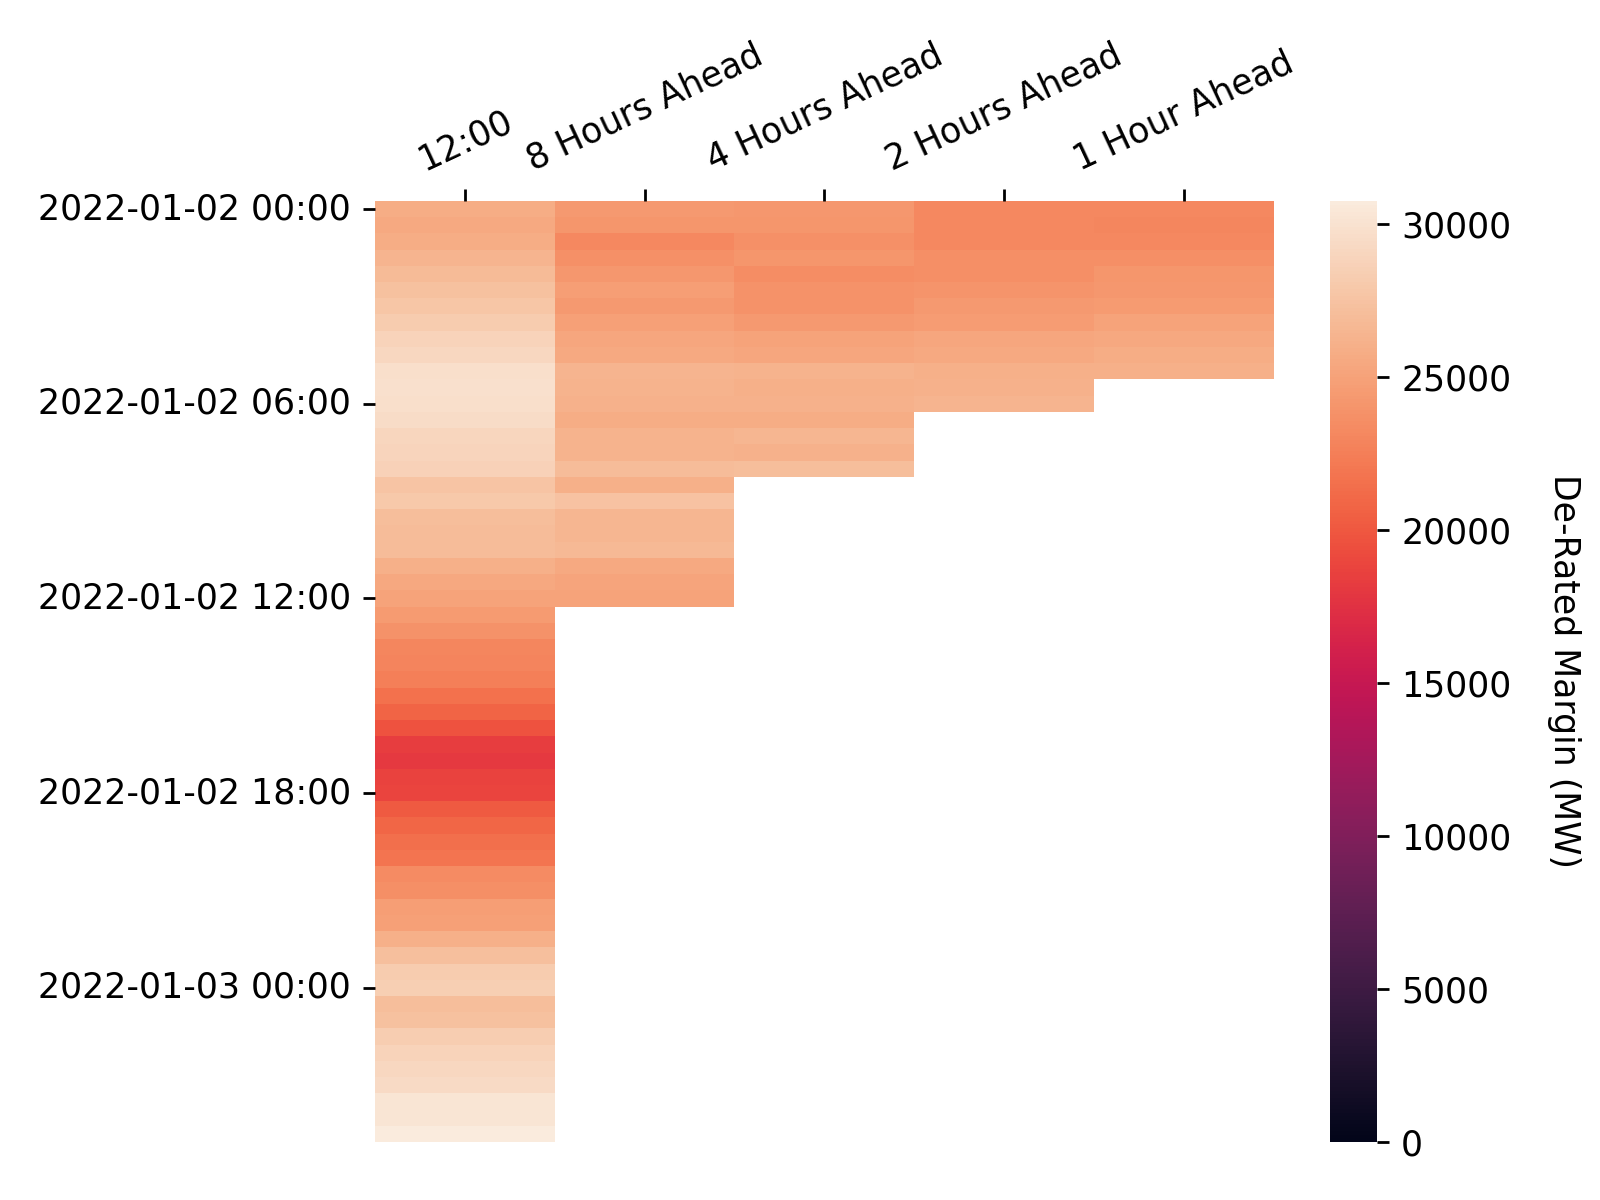 12:00
8 Hours Ahead
4 Hours Ahead
2 Hours Ahead
1 Hour Ahead
2022-01-02 00:00
2022-01-02 06:00
2022-01-02 12:00
2022-01-02 18:00
2022-01-03 00:00
30000
25000
20000
15000
10000
5000
0
De-Rated Margin (MW)